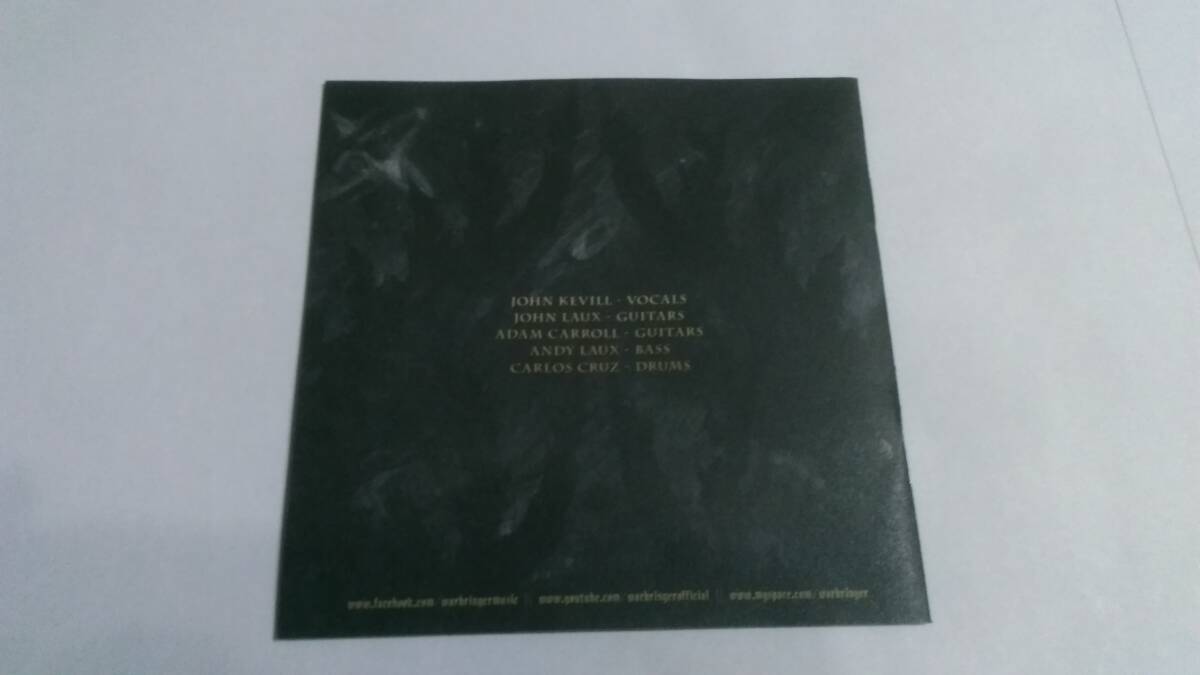 JOHN KEVILL - VOCALS
JOHN LAUX - GUITARS
ADAM CARROLL - GUITARS
ANDY LAUX - BASS
CARLOS CRUZ - DRUMS
www.facebook.com/warbringermusic www.youtube.com/warbringerofficial www.myspace.com/warbringer